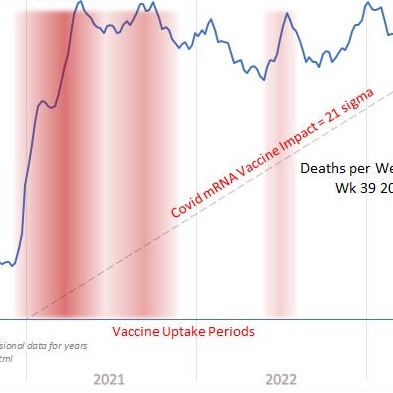 Covid mRNA Vaccine Impact = 21 sigma
Deaths per We
Wk 39 20
Vaccine Uptake Periods
sional data for years
tml
2021
2022